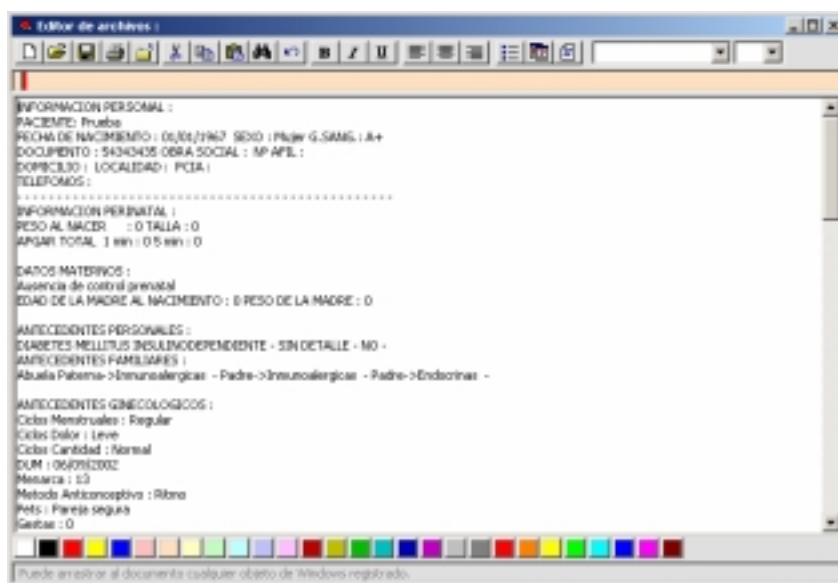 Editor de archivos :
B I U
INFORMACION PERSONAL :
PACIENTE: Prueba
FECHA DE NACIMIENTO : 01/01/1967 SEXO : Mujer G.SANG. : A+
DOCUMENTO : 54343435 OBRA SOCIAL : Nº AFIL :
DOMICILIO : LOCALIDAD : PCIA :
TELEFONOS :
INFORMACION PERINATAL :
PESO AL NACER : 0 TALLA : 0
APGAR TOTAL 1 min : 0 5 min : 0
DATOS MATERNOS :
Ausencia de control prenatal
EDAD DE LA MADRE AL NACIMIENTO : 0 PESO DE LA MADRE : 0
ANTECEDENTES PERSONALES :
DIABETES MELLITUS INSULINODEPENDIENTE - SIN DETALLE - NO -
ANTECEDENTES FAMILIARES :
Abuela Paterna->Inmunoalergicas - Padre->Inmunoalergicas - Padre->Endocrinas -
ANTECEDENTES GINECOLOGICOS :
Ciclos Menstruales : Regular
Ciclos Dolor : Leve
Ciclos Cantidad : Normal
DUM : 06/09/2002
Menarca : 13
Metodo Anticonceptivo : Ritmo
Pets : Pareja segura
Gestas : 0
Puede arrastrar al documento cualquier objeto de Windows registrado.